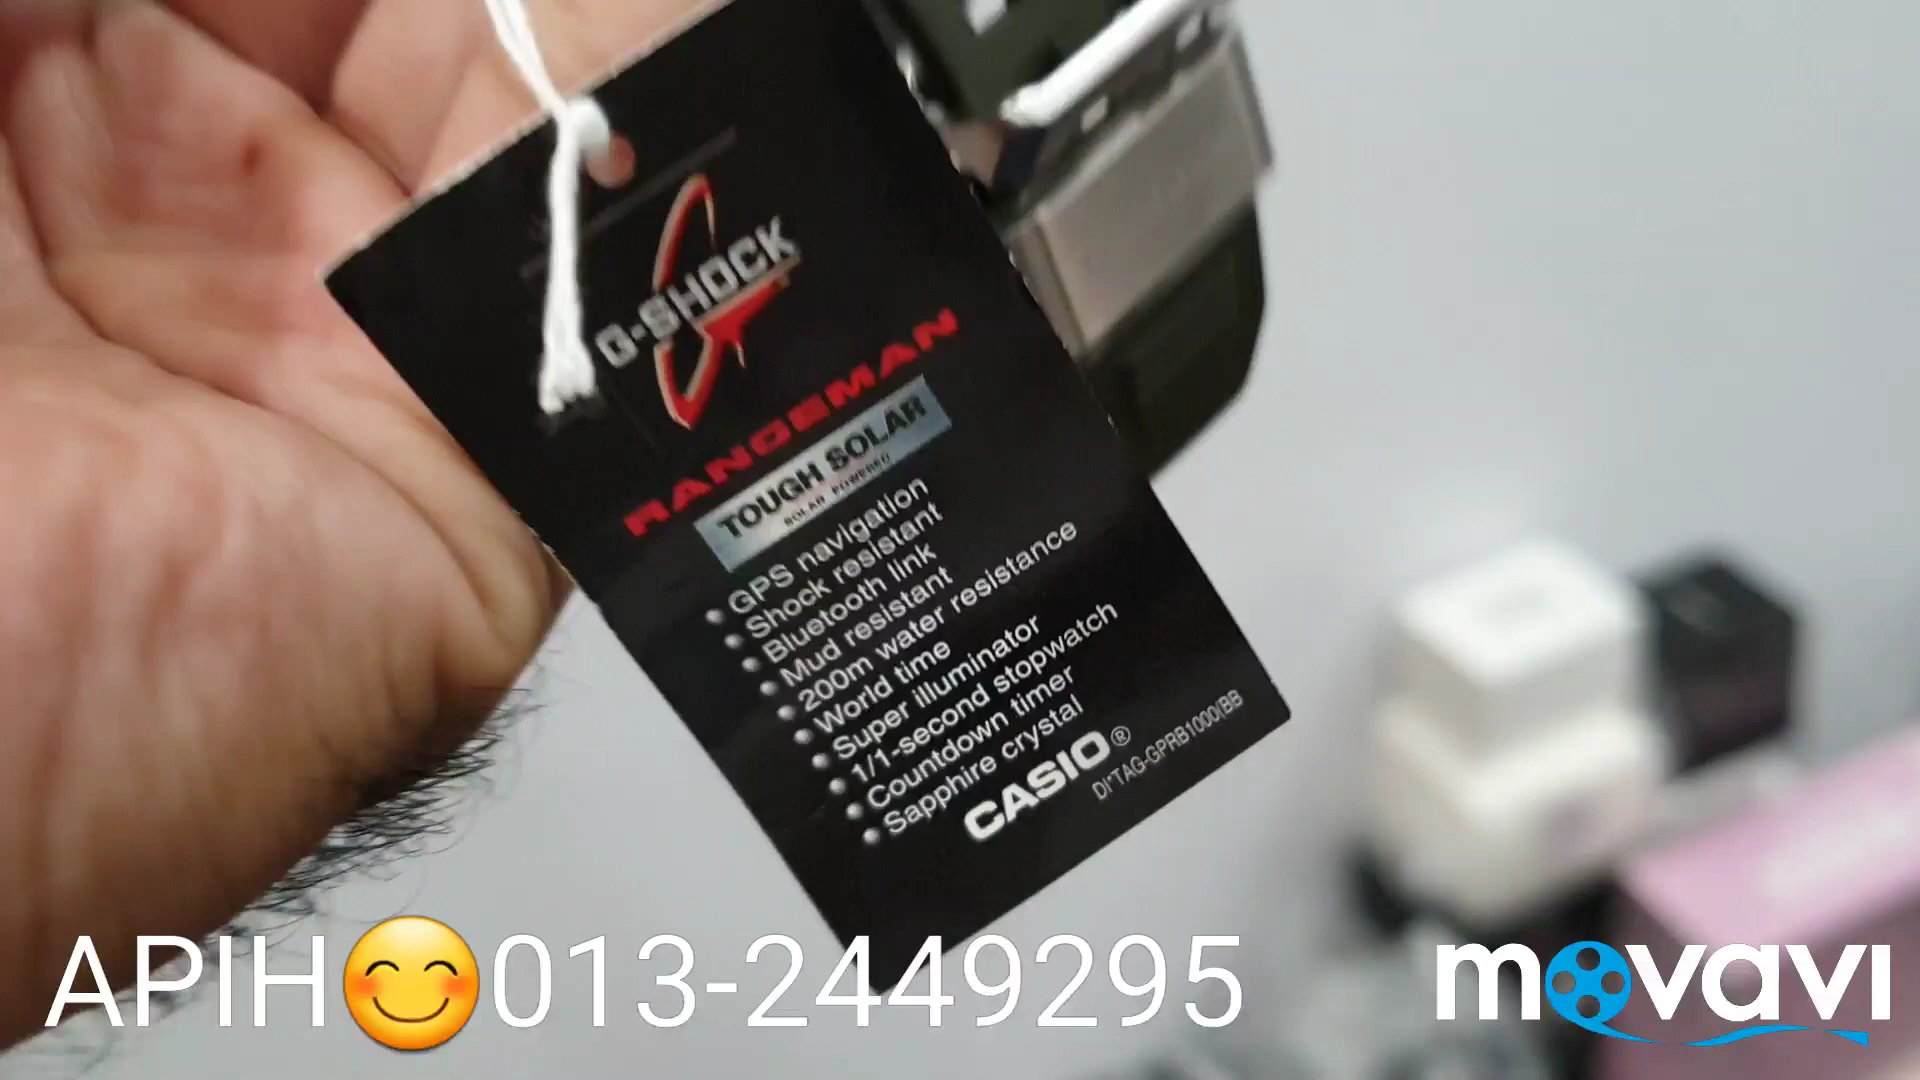 G-SHOCK
RANGEMAN
TOUGH SOLAR
SOLAR POWERED
• GPS navigation
• Shock resistant
• Bluetooth link
• Mud resistant
• 200m water resistance
• World time
• Super illuminator
• 1/1-second stopwatch
• Countdown timer
• Sapphire crystal
CASIO®
DI*TAG-GPRB1000(BB
APIH😊013-2449295
movavi